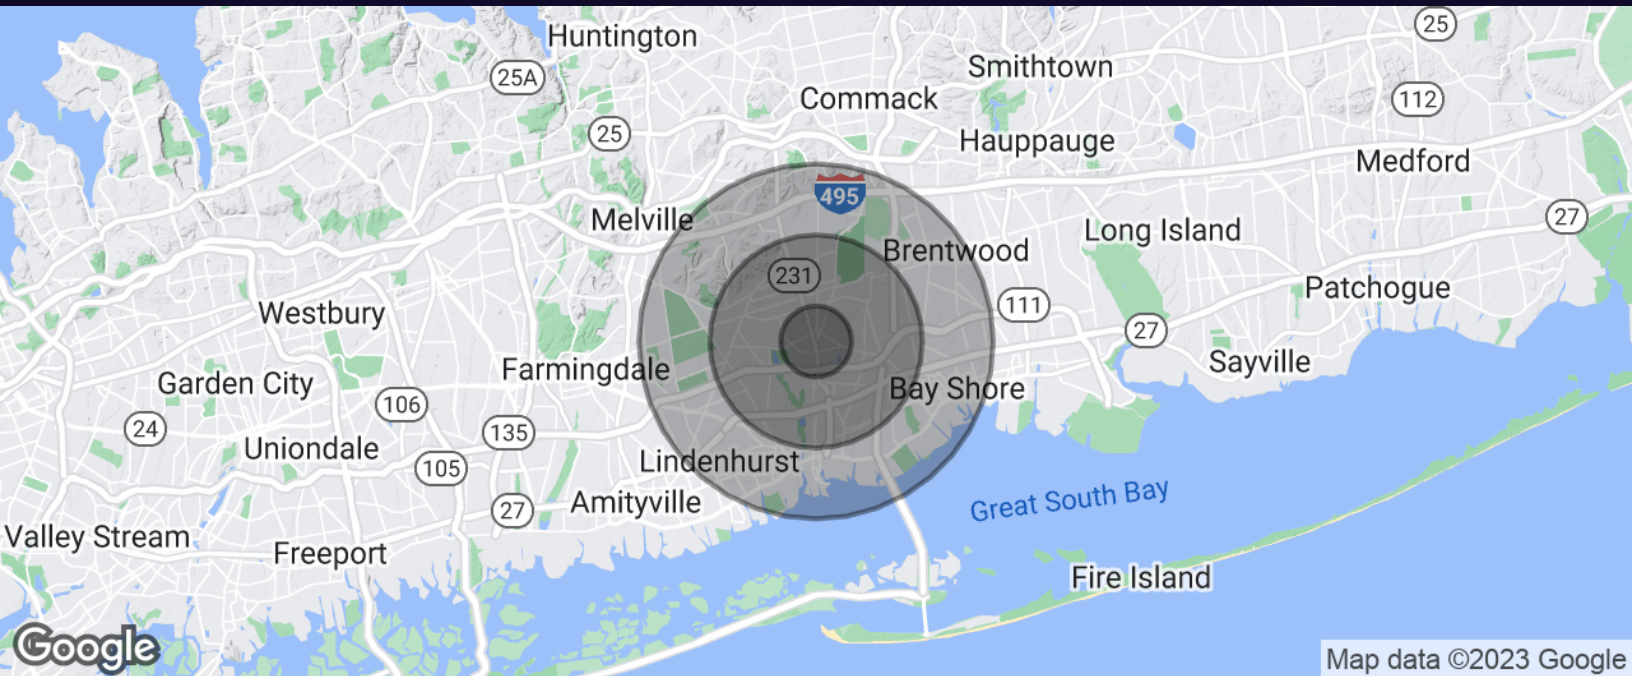 25
Huntington
Smithtown
25A
Commack
112
25
Hauppauge
Medford
495
Melville
27
Long Island
Brentwood
231
Patchogue
111
Westbury
27
Sayville
Farmingdale
Garden City
Bay Shore
106
24
135
Uniondale
Lindenhurst
105
Great South Bay
Amityville
27
Valley Stream
Freeport
Fire Island
Google
Map data ©2023 Google